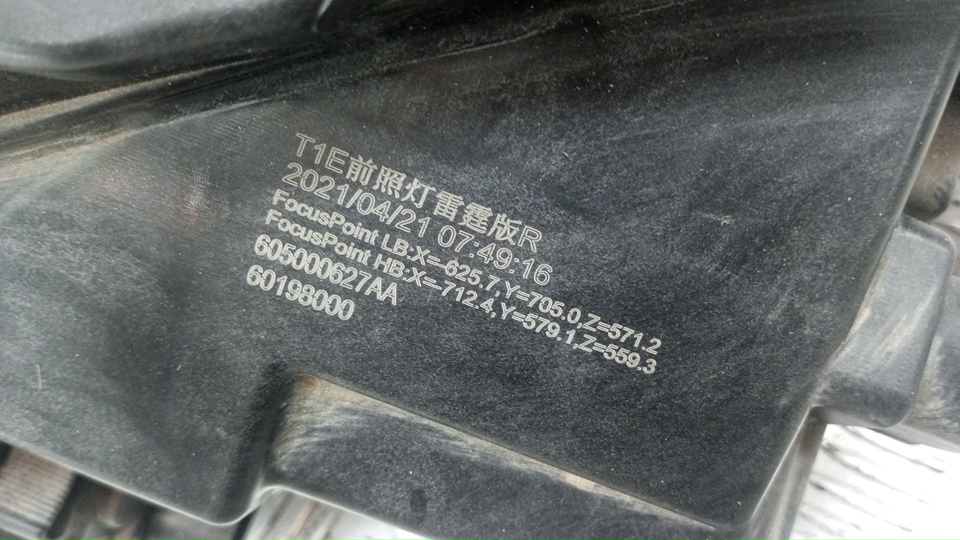 T1E前照灯 雷霆版R
2021/04/21 07:49:16
FocusPoint LB:X=-625.7,Y=705.0,Z=571.2
FocusPoint HB:X=-712.4,Y=579.1,Z=559.3
605000627AA
60198000